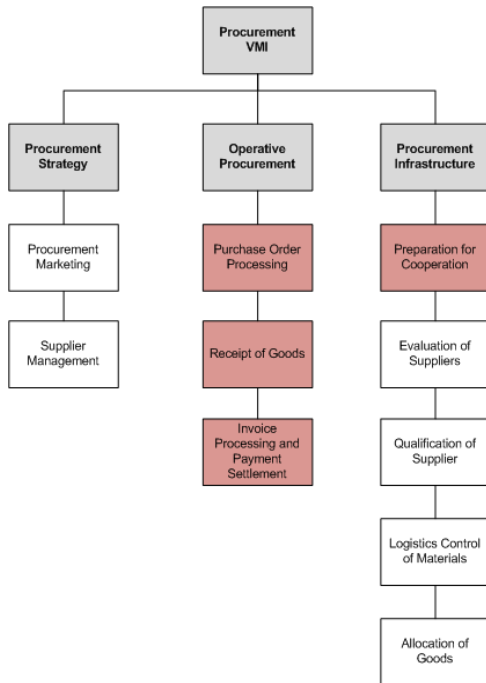 Procurement
VMI
Procurement
Strategy
Operative
Procurement
Procurement
Infrastructure
Procurement
Marketing
Purchase Order
Processing
Preparation for
Cooperation
Supplier
Management
Receipt of Goods
Evaluation of
Suppliers
Invoice
Processing and
Payment
Settlement
Qualification of
Supplier
Logistics Control
of Materials
Allocation of
Goods